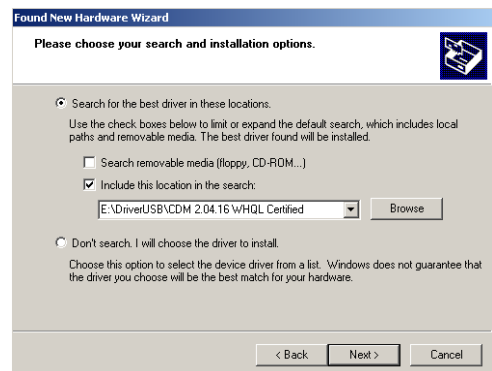 Found New Hardware Wizard
Please choose your search and installation options.
Search for the best driver in these locations.
Use the check boxes below to limit or expand the default search, which includes local
paths and removable media. The best driver found will be installed.
Search removable media (floppy, CD-ROM...)
Include this location in the search:
E:\DriverUSB\CDM 2.04.16 WHQL Certified
Browse
Don't search. I will choose the driver to install.
Choose this option to select the device driver from a list. Windows does not guarantee that
the driver you choose will be the best match for your hardware.
< Back
Next >
Cancel